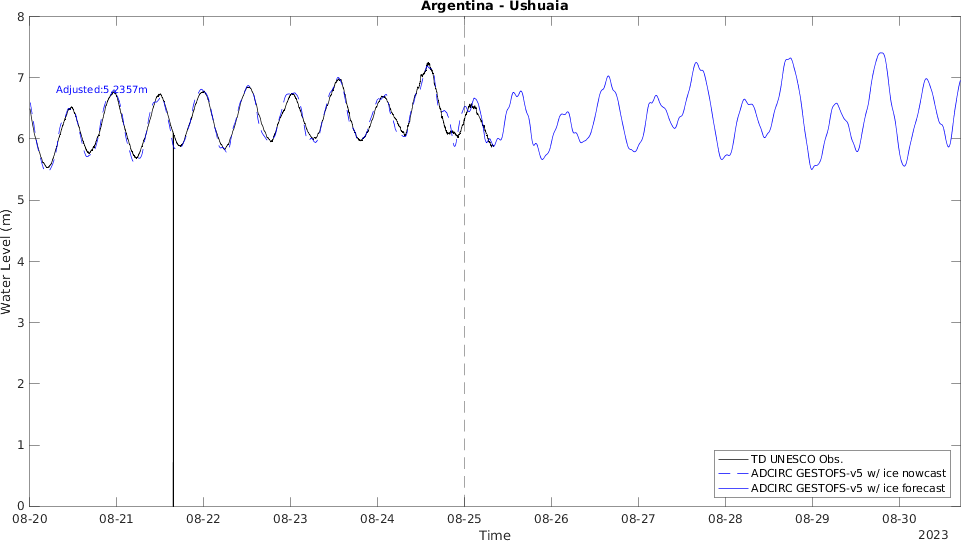 Argentina - Ushuaia
8
7
6
5
4
3
2
1
0
Water Level (m)
Adjusted:5.2357m
TD UNESCO Obs.
ADCIRC GESTOFS-v5 w/ ice nowcast
ADCIRC GESTOFS-v5 w/ ice forecast
08-20 08-21 08-22 08-23 08-24 08-25 08-26 08-27 08-28 08-29 08-30
Time
2023